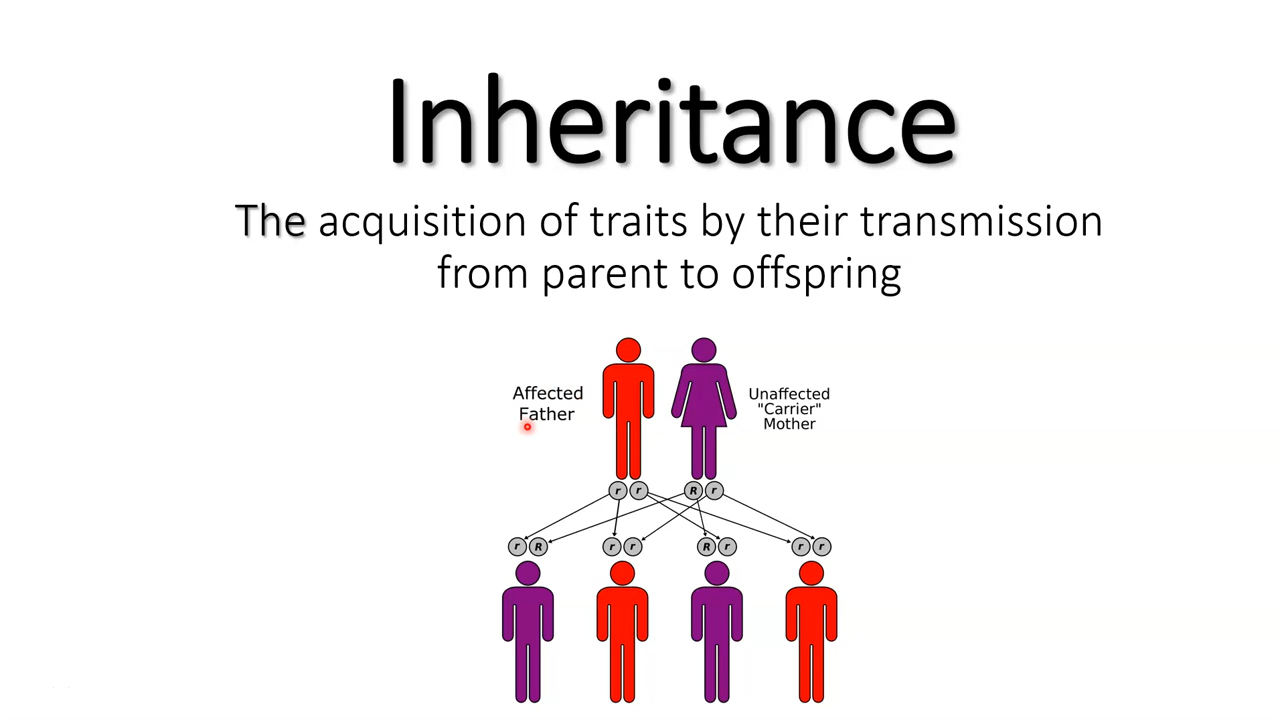 Inheritance
The acquisition of traits by their transmission
from parent to offspring
Affected
Father
Unaffected
"Carrier"
Mother
r r R r
r R r r R r r r